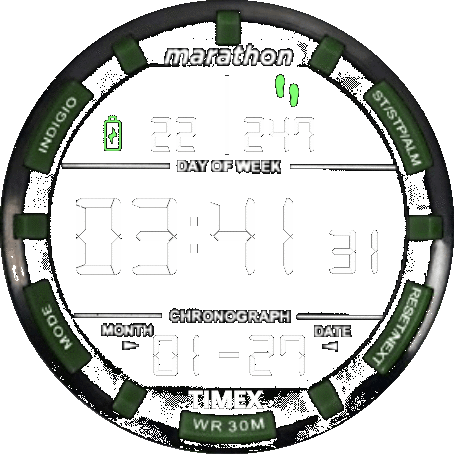 marathon
INDIGIO
ST/STP/ALM
22 247
DAY OF WEEK
03:41 31
CHRONOGRAPH
MONTH
DATE
01-27
MODE
RESET/NEXT
TIMEX
WR 30M